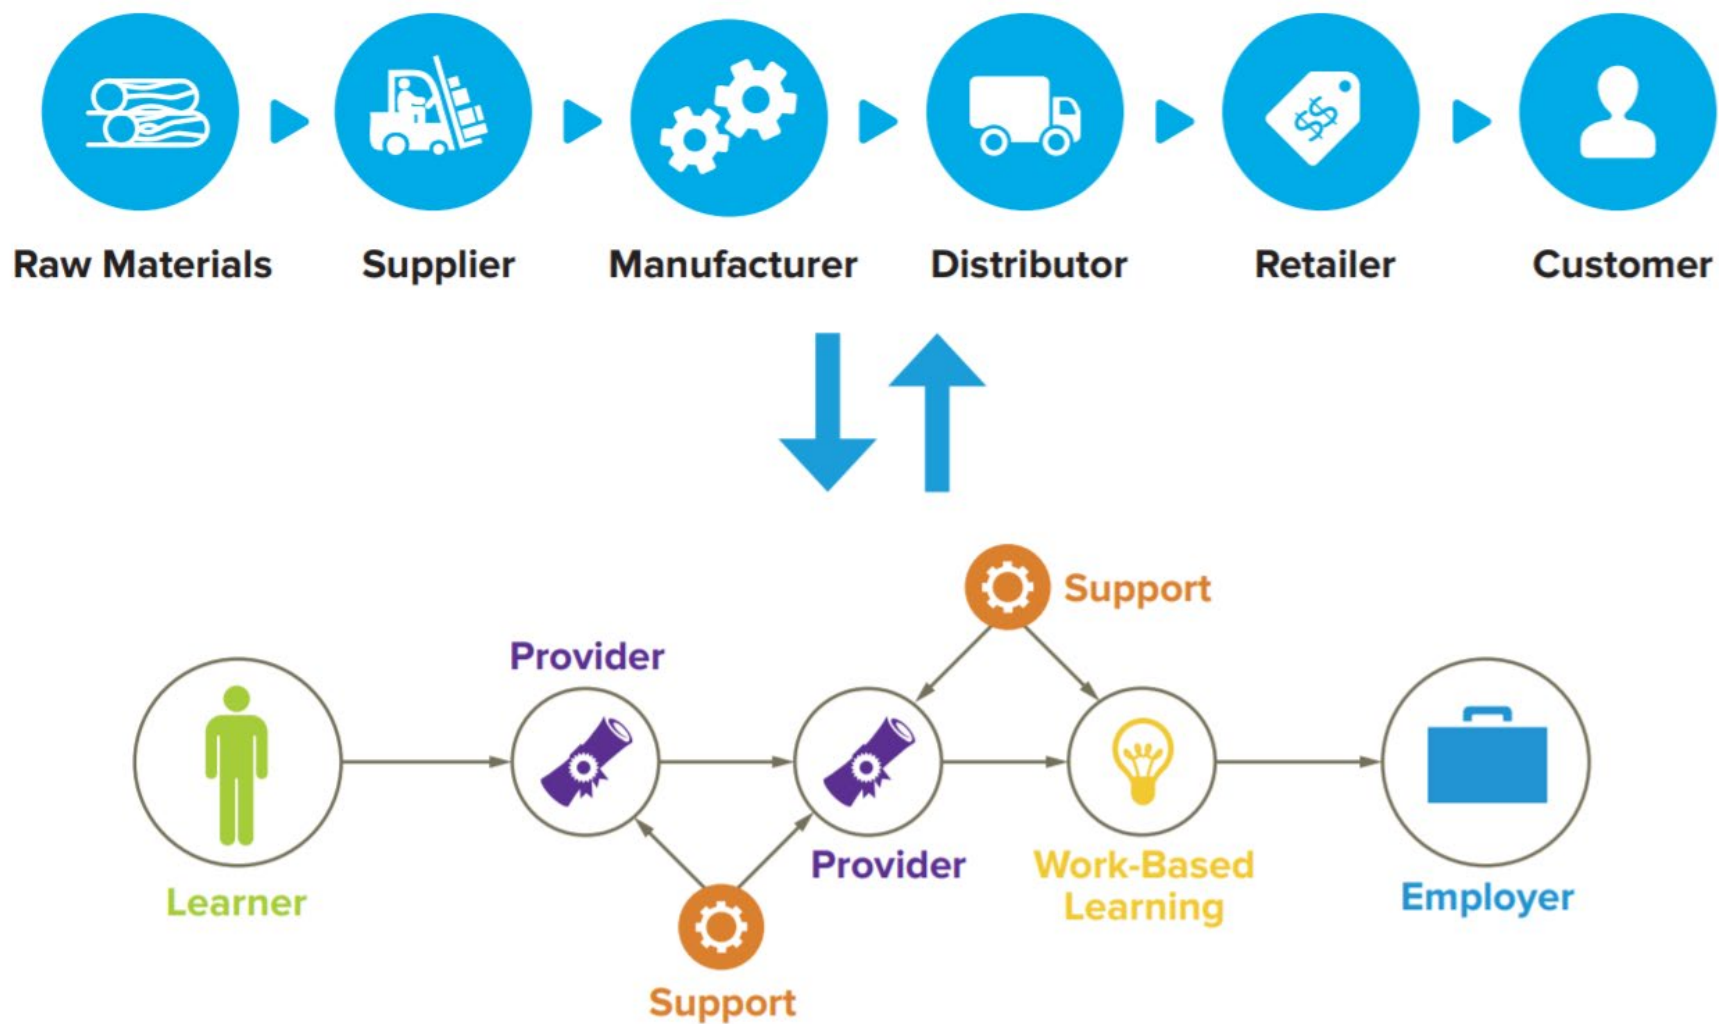 Raw Materials
Supplier
Manufacturer
Distributor
Retailer
Customer
Support
Provider
Provider
Work-Based
Learning
Learner
Employer
Support